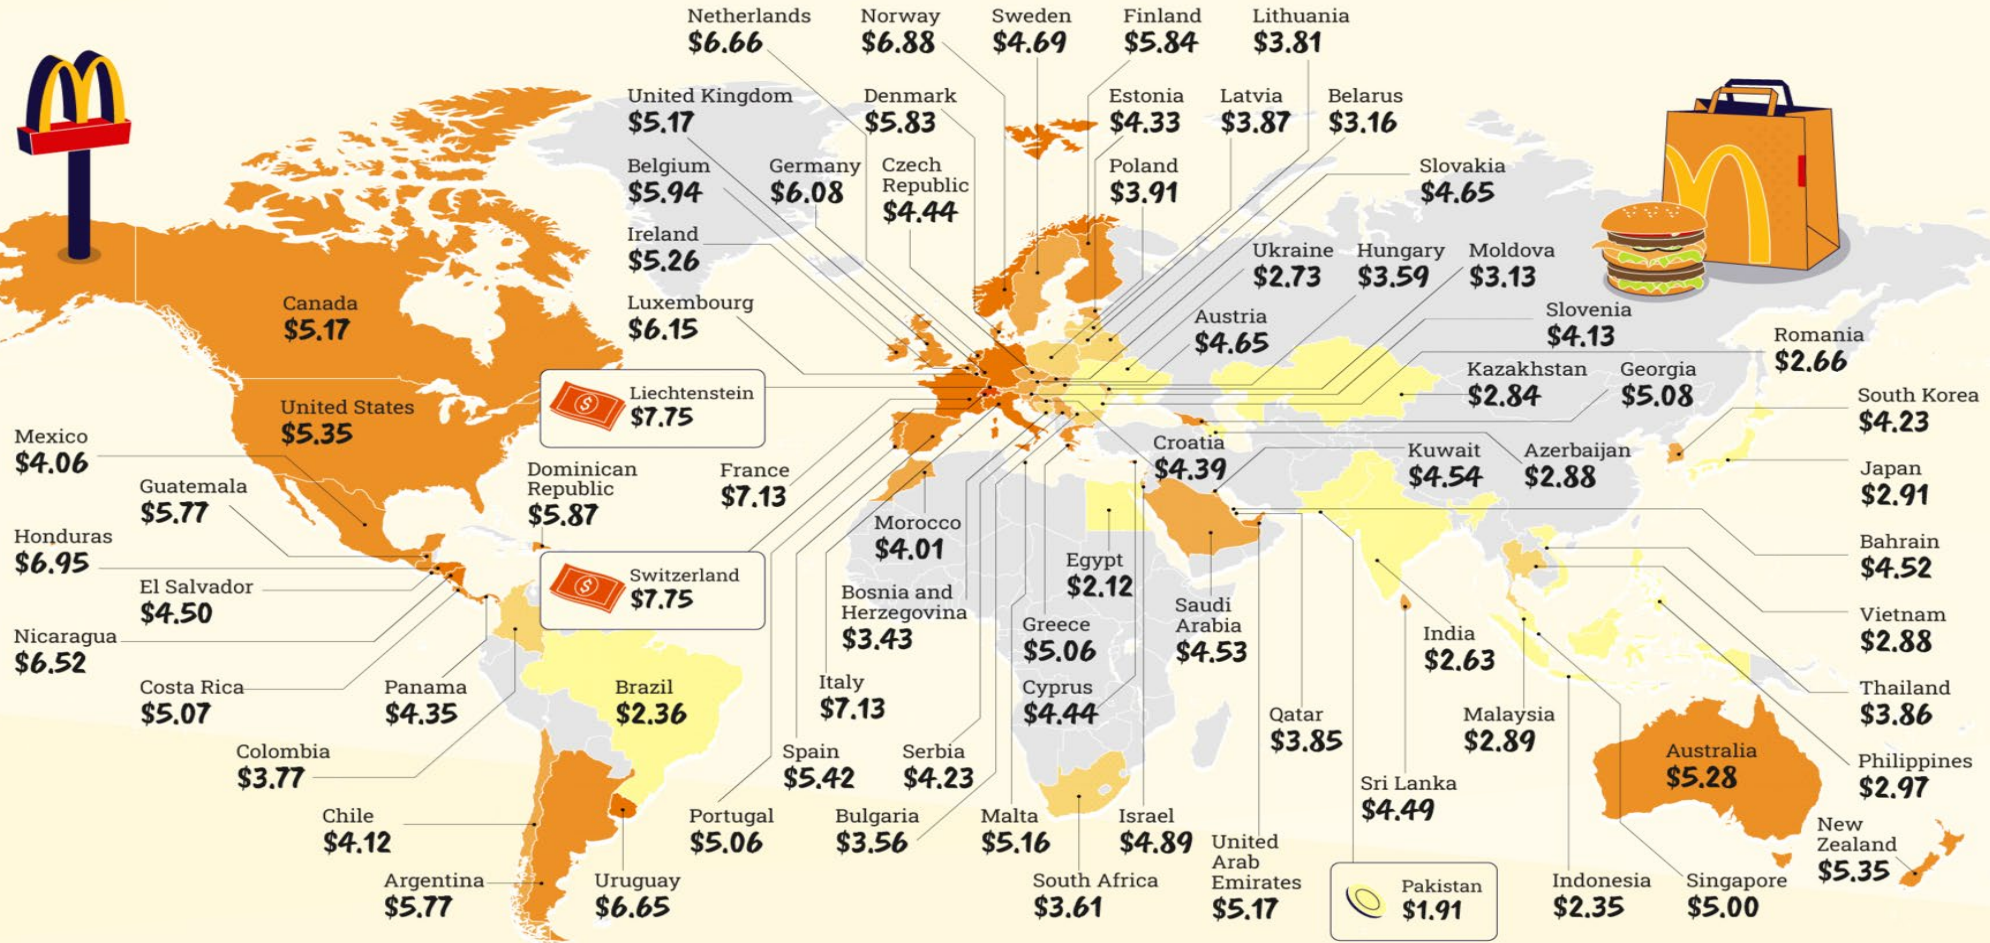 Netherlands
$6.66
Norway
$6.88
Sweden
$4.69
Finland
$5.84
Lithuania
$3.81
United Kingdom
$5.17
Denmark
$5.83
Estonia
$4.33
Latvia
$3.87
Belarus
$3.16
Belgium
$5.94
Germany
$6.08
Czech
Republic
$4.44
Poland
$3.91
Slovakia
$4.65
Ireland
$5.26
Ukraine
$2.73
Hungary
$3.59
Moldova
$3.13
Luxembourg
$6.15
Canada
$5.17
Austria
$4.65
Slovenia
$4.13
Romania
$2.66
Liechtenstein
$7.75
Kazakhstan
$2.84
Georgia
$5.08
South Korea
$4.23
United States
$5.35
Mexico
$4.06
Croatia
$4.39
Kuwait
$4.54
Azerbaijan
$2.88
Japan
$2.91
Guatemala
$5.77
Dominican
Republic
$5.87
France
$7.13
Morocco
$4.01
Honduras
$6.95
Bahrain
$4.52
Egypt
$2.12
El Salvador
$4.50
Switzerland
$7.75
Bosnia and
Herzegovina
$3.43
Saudi
Arabia
$4.53
Greece
$5.06
India
$2.63
Vietnam
$2.88
Nicaragua
$6.52
Costa Rica
$5.07
Panama
$4.35
Brazil
$2.36
Italy
$7.13
Cyprus
$4.44
Qatar
$3.85
Malaysia
$2.89
Thailand
$3.86
Colombia
$3.77
Spain
$5.42
Serbia
$4.23
Sri Lanka
$4.49
Australia
$5.28
Philippines
$2.97
Chile
$4.12
Portugal
$5.06
Bulgaria
$3.56
Malta
$5.16
Israel
$4.89
United
Arab
Emirates
$5.17
New
Zealand
$5.35
Argentina
$5.77
Uruguay
$6.65
South Africa
$3.61
Pakistan
$1.91
Indonesia
$2.35
Singapore
$5.00